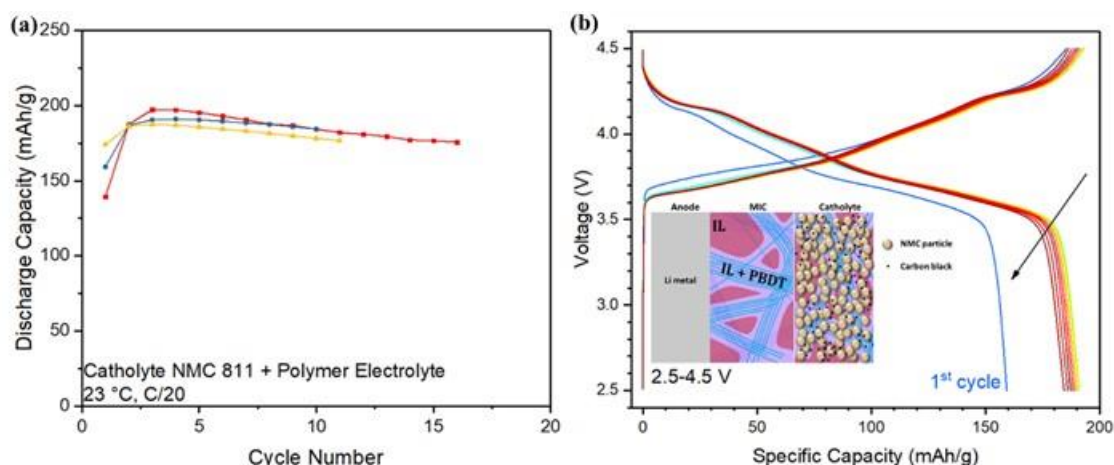 (a)
250
200
150
100
50
0
Discharge Capacity (mAh/g)
Catholyte NMC 811 + Polymer Electrolyte
23 °C, C/20
0 5 10 15 20
Cycle Number
(b)
4.5
4.0
3.5
3.0
2.5
Voltage (V)
Anode MIC Catholyte
IL
Li metal
IL + PBDT
NMC particle
Carbon black
2.5-4.5 V
1st cycle
0 50 100 150 200
Specific Capacity (mAh/g)